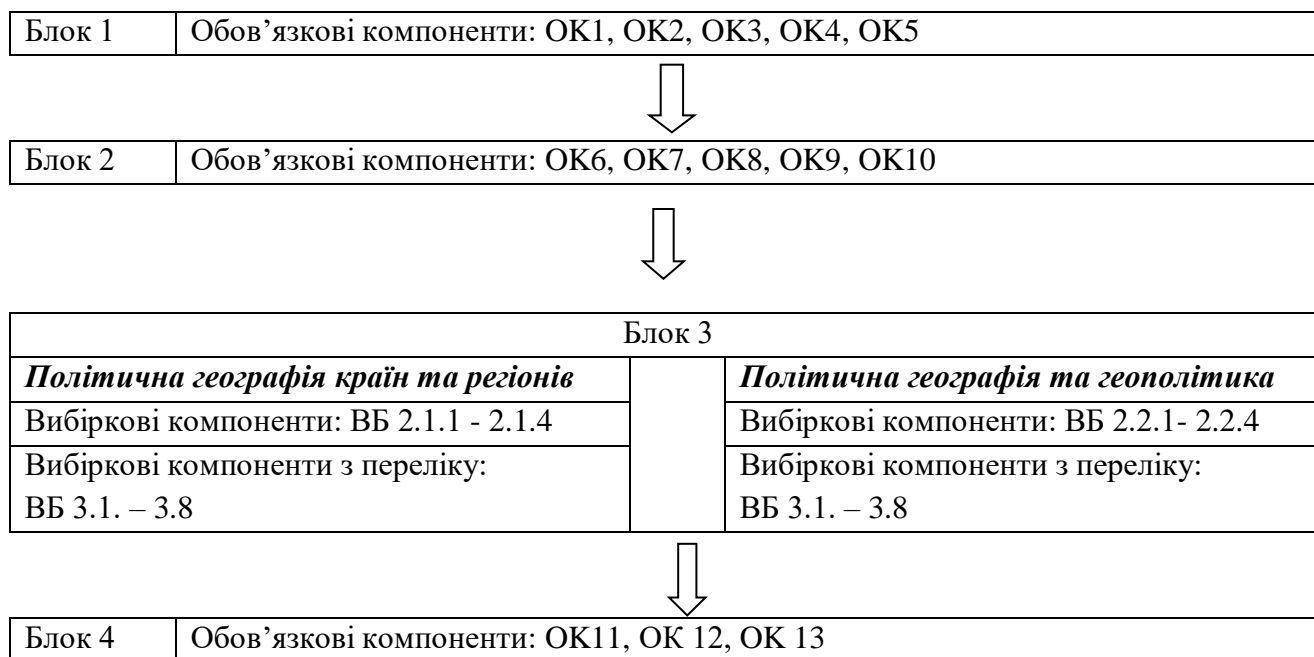 Блок 1 Обов’язкові компоненти: ОК1, ОК2, ОК3, ОК4, ОК5
Блок 2 Обов’язкові компоненти: ОК6, ОК7, ОК8, ОК9, ОК10
Блок 3
Політична географія країн та регіонів Політична географія та геополітика
Вибіркові компоненти: ВБ 2.1.1 - 2.1.4 Вибіркові компоненти: ВБ 2.2.1- 2.2.4
Вибіркові компоненти з переліку: Вибіркові компоненти з переліку:
ВБ 3.1. – 3.8 ВБ 3.1. – 3.8
Блок 4 Обов’язкові компоненти: ОК11, ОК 12, ОК 13